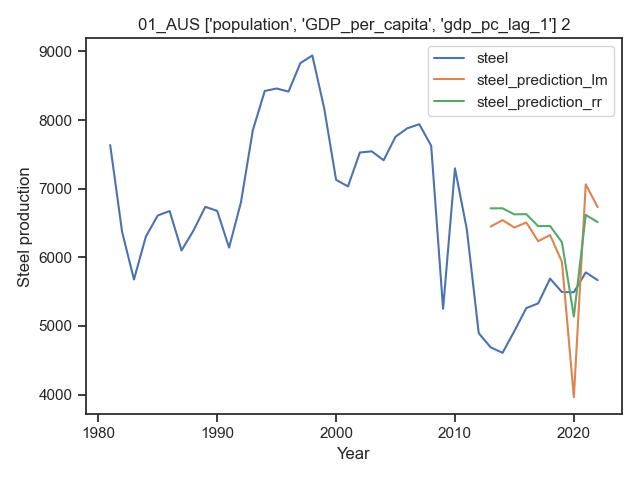 01_AUS ['population', 'GDP_per_capita', 'gdp_pc_lag_1'] 2
steel
steel_prediction_lm
steel_prediction_rr
Steel production
9000
8000
7000
6000
5000
4000
1980
1990
2000
2010
2020
Year